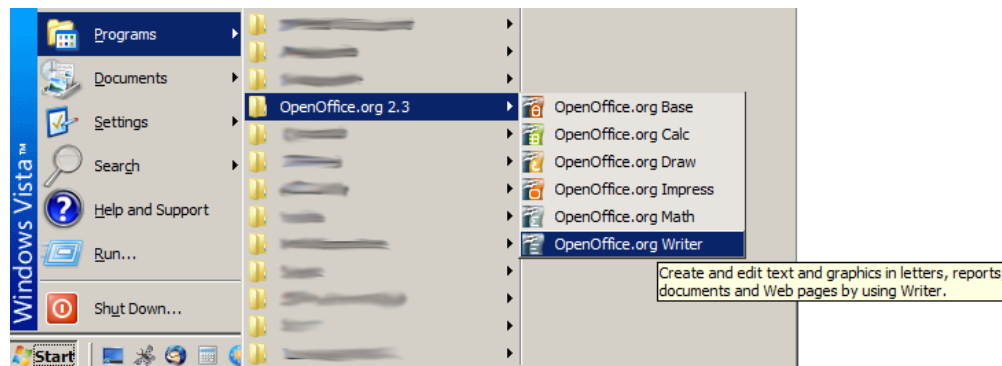 Programs
Documents
Settings
Search
Help and Support
Run...
Shut Down...
Windows Vista™
Start
OpenOffice.org 2.3
OpenOffice.org Base
OpenOffice.org Calc
OpenOffice.org Draw
OpenOffice.org Impress
OpenOffice.org Math
OpenOffice.org Writer
Create and edit text and graphics in letters, reports
documents and Web pages by using Writer.